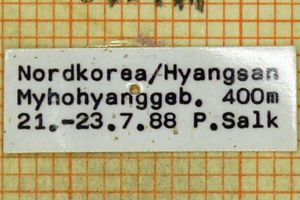 Nordkorea/Hyangsan
Myhohyanggeb. 400m
21.-23.7.88 P.Salk